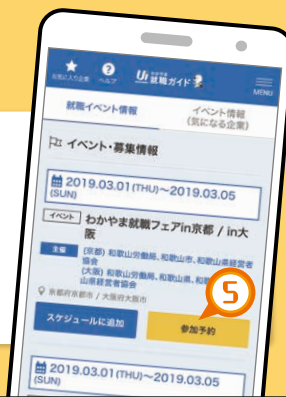 お気に入り企業
ヘルプ
UIわかやま就職ガイド
MENU
就職イベント情報
イベント情報
(気になる企業)
イベント・募集情報
2019.03.01(THU)～2019.03.05
(SUN)
イベント わかやま就職フェアin京都 / in大
阪
主催 (京都) 和歌山労働局、和歌山市、和歌山県経営者
協会
(大阪) 和歌山労働局、和歌山県、和
山県経営者協会
京都府京都市 / 大阪府大阪市
5
スケジュールに追加
参加予約
2019.03.01(THU)～2019.03.05
(SUN)